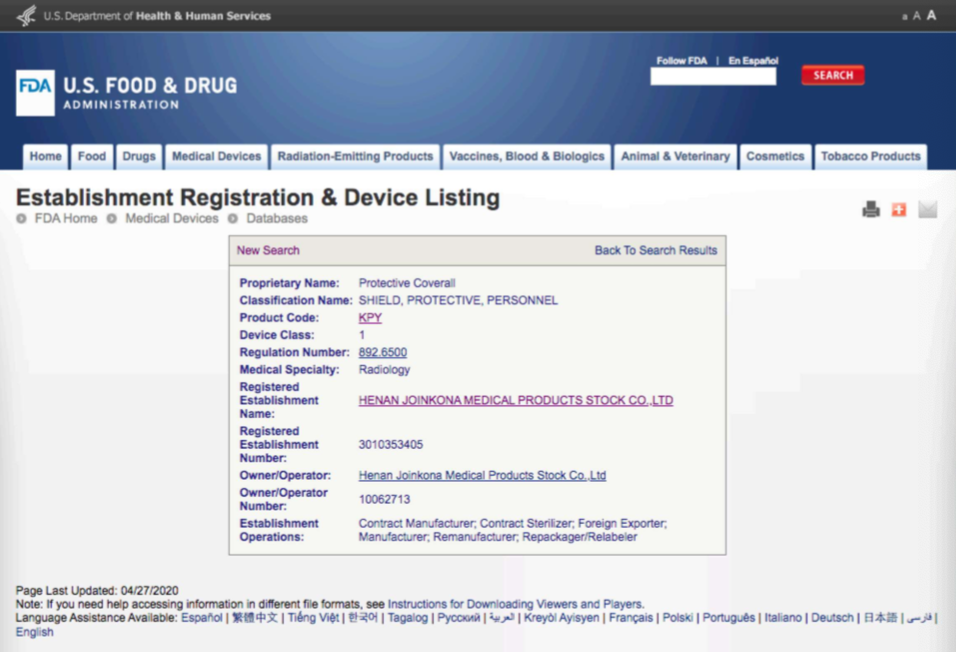 U.S. Department of Health & Human Services
a A A
Follow FDA | En Español
FDA U.S. FOOD & DRUG
ADMINISTRATION
SEARCH
Home Food Drugs Medical Devices Radiation-Emitting Products Vaccines, Blood & Biologics Animal & Veterinary Cosmetics Tobacco Products
Establishment Registration & Device Listing
FDA Home Medical Devices Databases
New Search Back To Search Results
Proprietary Name: Protective Coverall
Classification Name: SHIELD, PROTECTIVE, PERSONNEL
Product Code: KPY
Device Class: 1
Regulation Number: 892.6500
Medical Specialty: Radiology
Registered
Establishment
Name:
HENAN JOINKONA MEDICAL PRODUCTS STOCK CO.,LTD
Registered
Establishment
Number:
3010353405
Owner/Operator: Henan Joinkona Medical Products Stock Co.,Ltd
Owner/Operator
Number:
10062713
Establishment
Operations:
Contract Manufacturer; Contract Sterilizer; Foreign Exporter;
Manufacturer; Remanufacturer; Repackager/Relabeler
Page Last Updated: 04/27/2020
Note: If you need help accessing information in different file formats, see Instructions for Downloading Viewers and Players.
Language Assistance Available: Español | 繁體中文 | Tiếng Việt | 한국어 | Tagalog | Русский | العربية | Kreyòl Ayisyen | Français | Polski | Português | Italiano | Deutsch | 日本語 | فارسی |
English